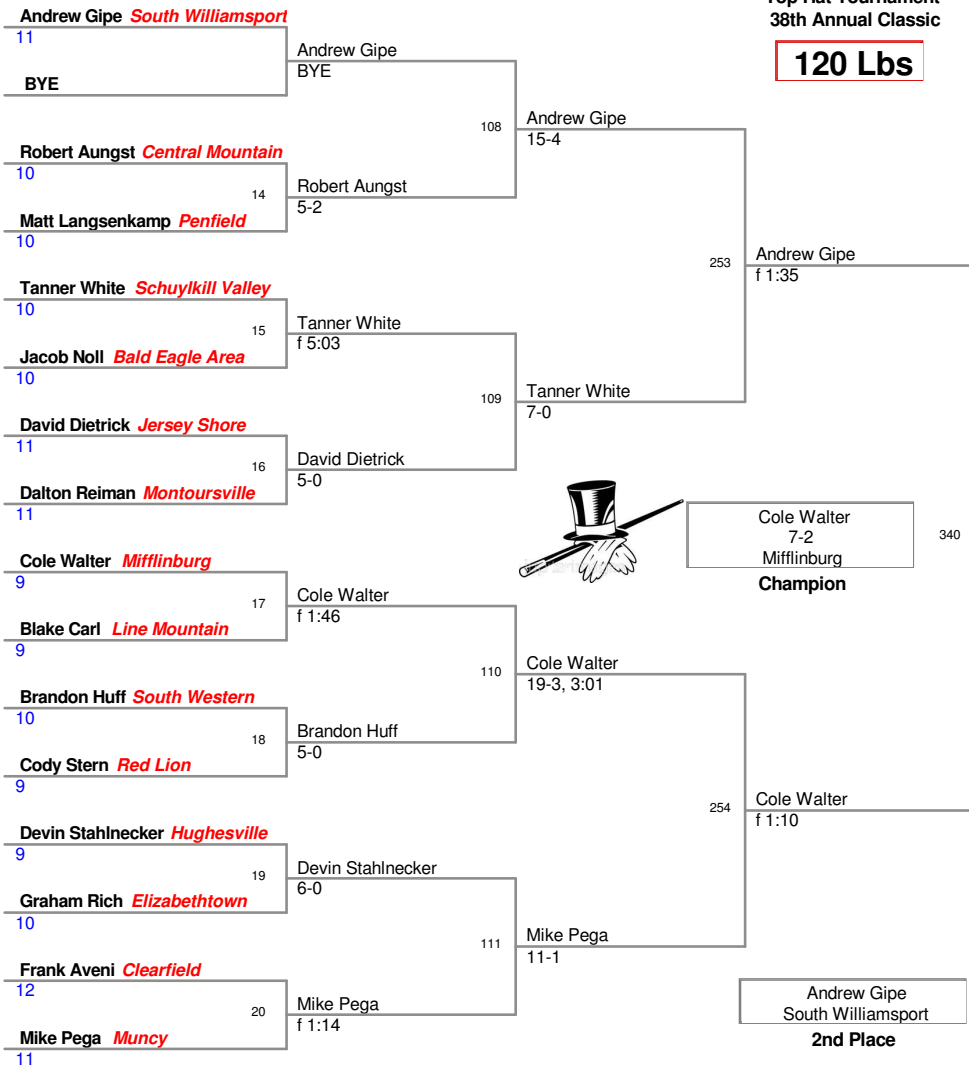 Top Hat Tournament
38th Annual Classic
120 Lbs
Andrew Gipe South Williamsport
11
BYE
Andrew Gipe
BYE
Robert Aungst Central Mountain
10
14
Matt Langsenkamp Penfield
10
Robert Aungst
5-2
108
Andrew Gipe
15-4
Tanner White Schuylkill Valley
10
15
Jacob Noll Bald Eagle Area
10
Tanner White
f 5:03
David Dietrick Jersey Shore
11
16
Dalton Reiman Montoursville
11
David Dietrick
5-0
109
Tanner White
7-0
253
Andrew Gipe
f 1:35
Cole Walter
7-2
Mifflinburg
340
Champion
Cole Walter Mifflinburg
9
17
Blake Carl Line Mountain
9
Cole Walter
f 1:46
Brandon Huff South Western
10
18
Cody Stern Red Lion
9
Brandon Huff
5-0
110
Cole Walter
19-3, 3:01
Devin Stahlnecker Hughesville
9
19
Graham Rich Elizabethtown
10
Devin Stahlnecker
6-0
Frank Aveni Clearfield
12
20
Mike Pega Muncy
11
Mike Pega
f 1:14
111
Mike Pega
11-1
254
Cole Walter
f 1:10
Andrew Gipe
South Williamsport
2nd Place